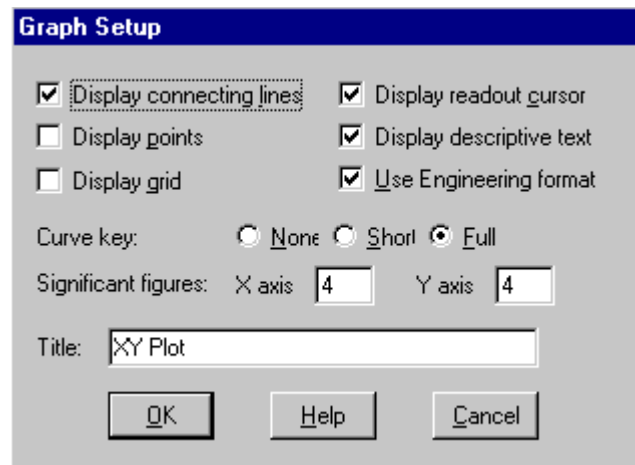 Graph Setup
Display connecting lines
Display readout cursor
Display points
Display descriptive text
Display grid
Use Engineering format
Curve key: None Short Full
Significant figures: X axis 4 Y axis 4
Title: XY Plot
OK Help Cancel